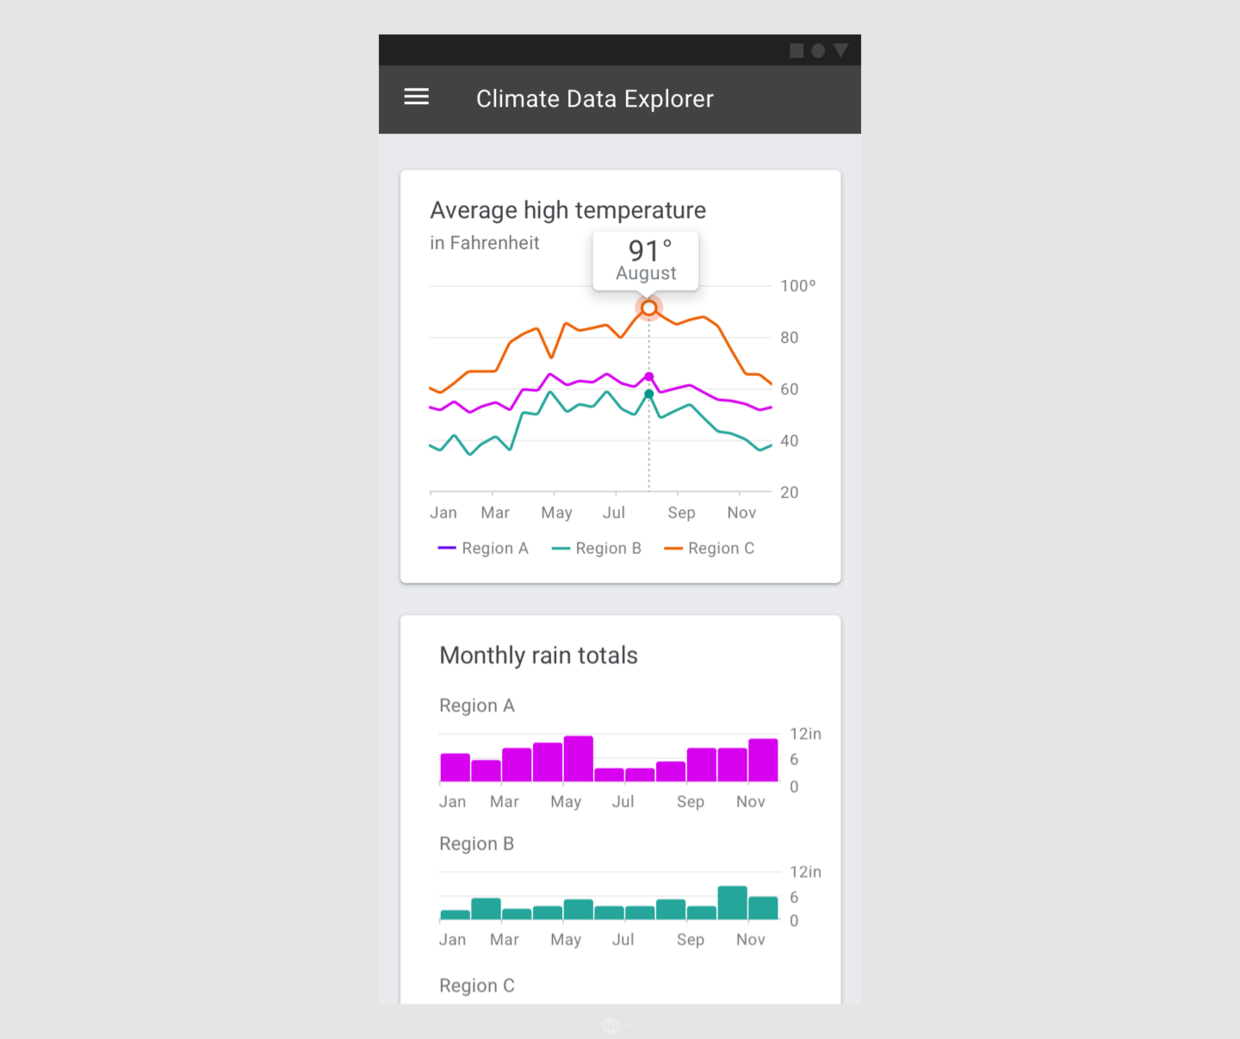 Climate Data Explorer
Average high temperature
in Fahrenheit
91°
August
100º
80
60
40
20
Jan Mar May Jul Sep Nov
Region A Region B Region C
Monthly rain totals
Region A
12in
6
0
Jan Mar May Jul Sep Nov
Region B
12in
6
0
Jan Mar May Jul Sep Nov
Region C